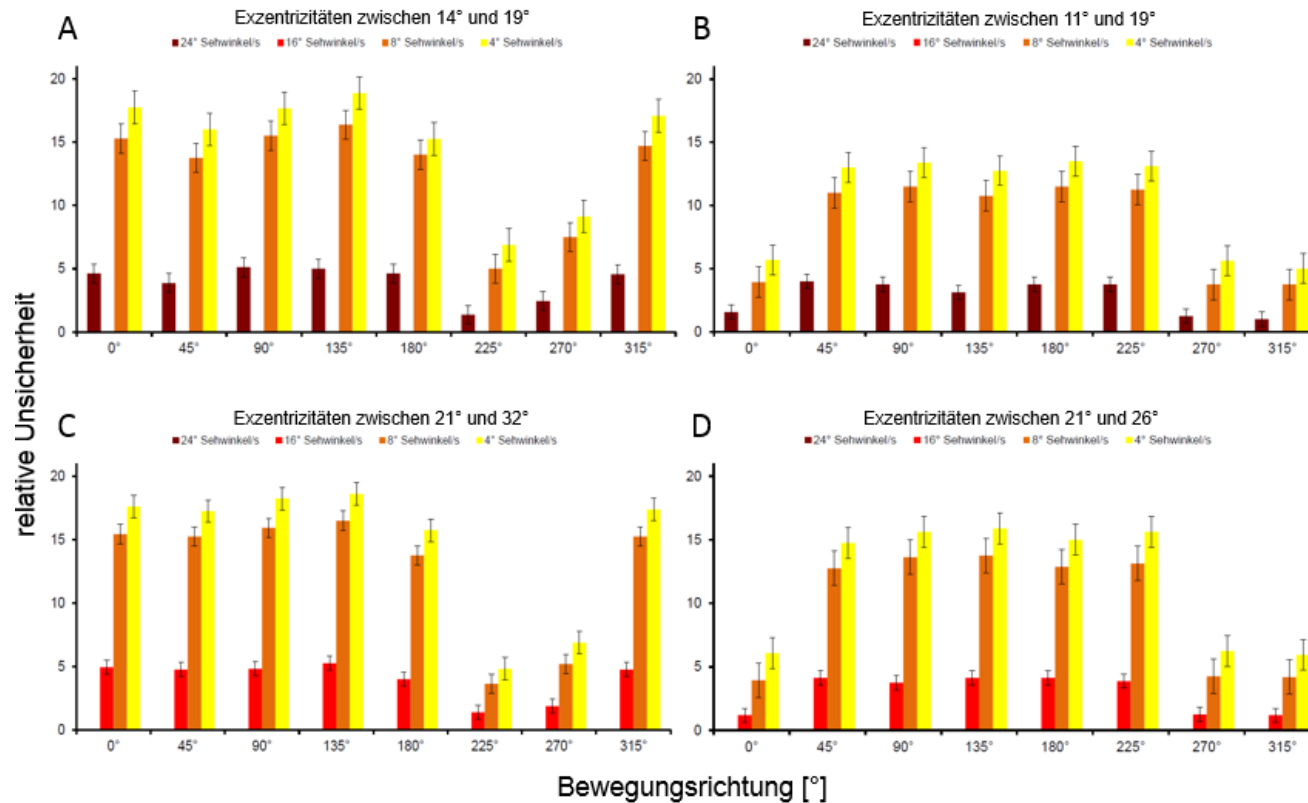 A
Exzentrizitäten zwischen 14° und 19°
24° Sehwinkel/s 16° Sehwinkel/s 8° Sehwinkel/s 4° Sehwinkel/s
20
15
10
5
0
0° 45° 90° 135° 180° 225° 270° 315°
B
Exzentrizitäten zwischen 11° und 19°
24° Sehwinkel/s 16° Sehwinkel/s 8° Sehwinkel/s 4° Sehwinkel/s
20
15
10
5
0
0° 45° 90° 135° 180° 225° 270° 315°
relative Unsicherheit
C
Exzentrizitäten zwischen 21° und 32°
24° Sehwinkel/s 16° Sehwinkel/s 8° Sehwinkel/s 4° Sehwinkel/s
20
15
10
5
0
0° 45° 90° 135° 180° 225° 270° 315°
D
Exzentrizitäten zwischen 21° und 26°
24° Sehwinkel/s 16° Sehwinkel/s 8° Sehwinkel/s 4° Sehwinkel/s
20
15
10
5
0
0° 45° 90° 135° 180° 225° 270° 315°
Bewegungsrichtung [°]